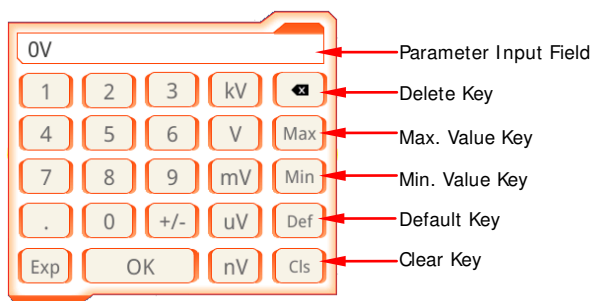 0V
Parameter Input Field
1 2 3 kV Delete Key
4 5 6 V Max Max. Value Key
7 8 9 mV Min Min. Value Key
. 0 +/- uV Def Default Key
Exp OK nV Cls Clear Key